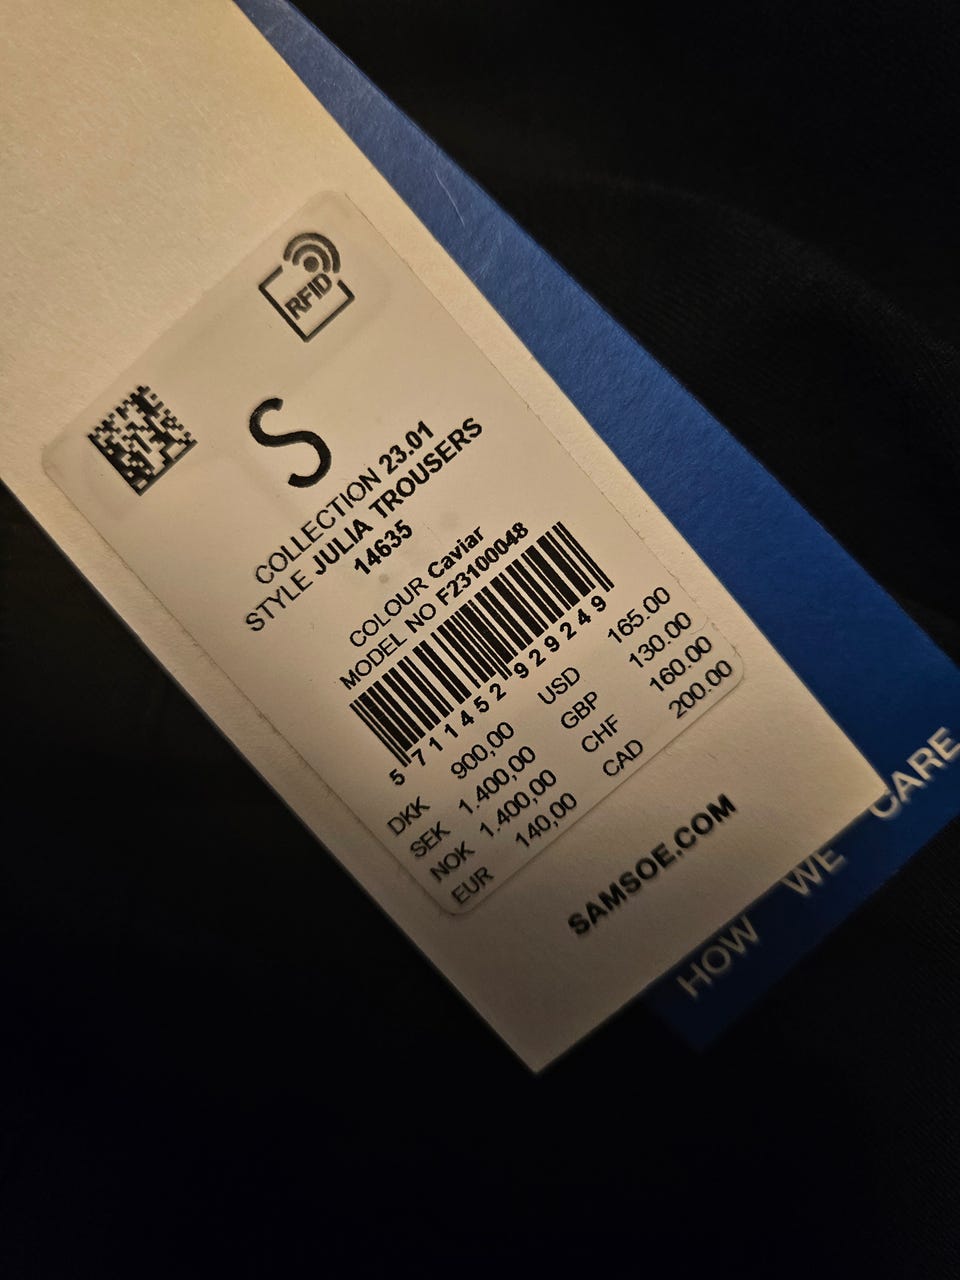 RFID
S
COLLECTION 23.01
STYLE JULIA TROUSERS
14635
COLOUR Caviar
MODEL NO F23100048
5 711452 929249
DKK 900,00 USD 165.00
SEK 1.400,00 GBP 130.00
NOK 1.400,00 CHF 160.00
EUR 140,00 CAD 200.00
SAMSOE.COM
HOW WE CARE